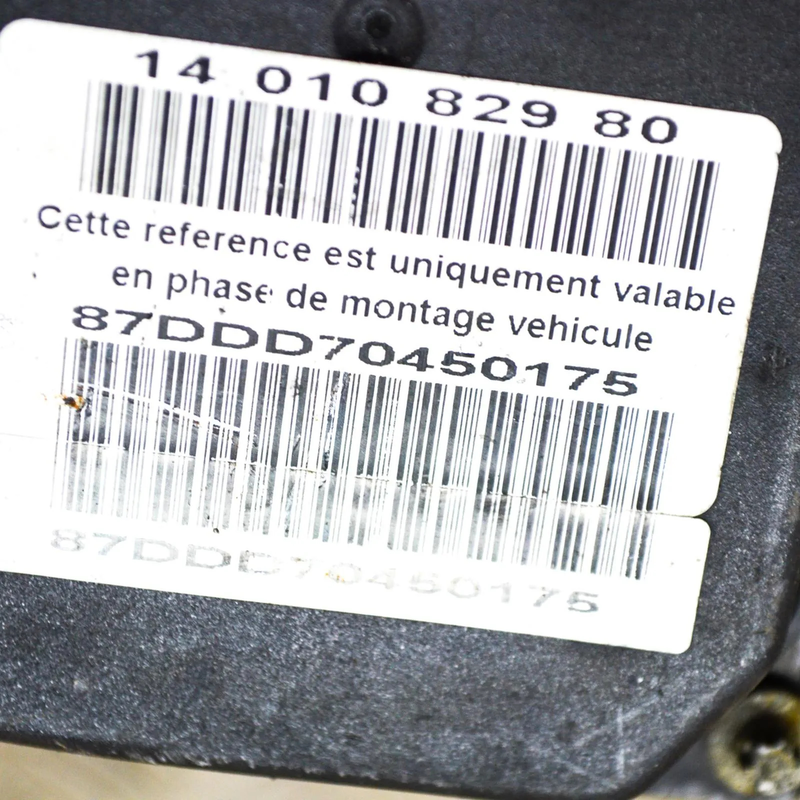 14 010 829 80
Cette reference est uniquement valable
en phase de montage vehicule
87DDD70450175
87DDD70450175